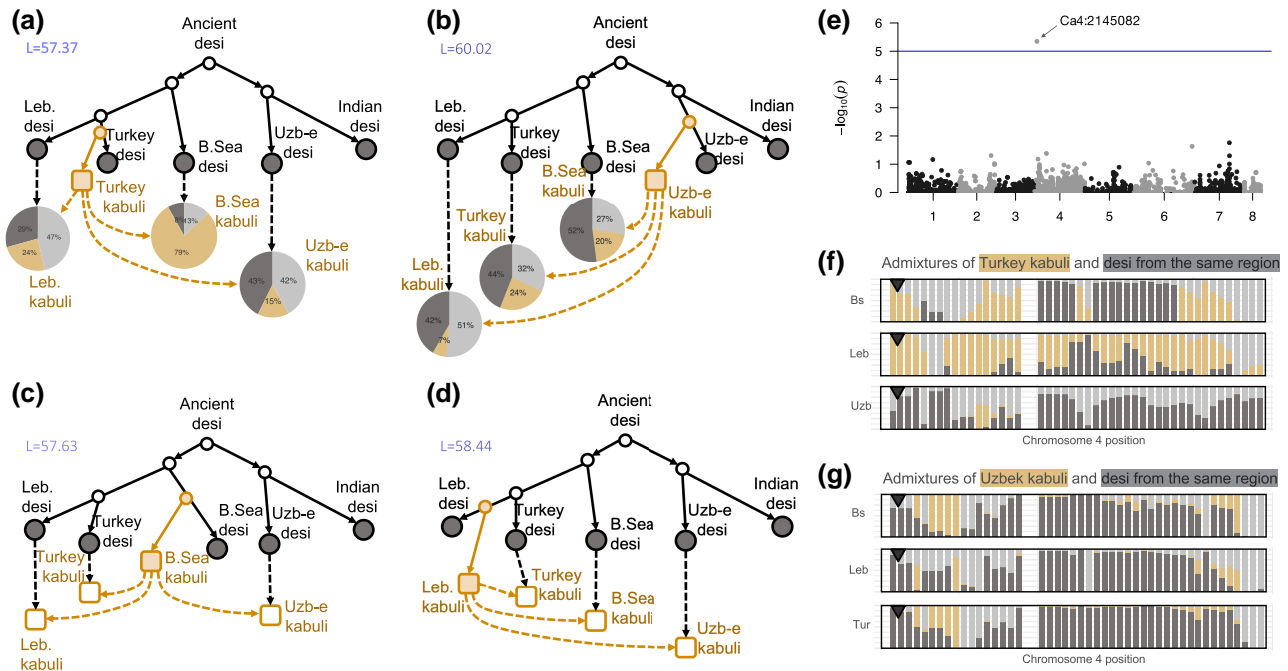 (a)
L=57.37
Ancient
desi
Leb.
desi
Turkey
desi
B.Sea
desi
Uzb-e
desi
Indian
desi
Turkey
kabuli
B.Sea
kabuli
Uzb-e
kabuli
Leb.
kabuli
29%
47%
24%
43%
79%
43%
42%
15%
(b)
L=60.02
Ancient
desi
Leb.
desi
Turkey
desi
B.Sea
desi
Uzb-e
desi
Indian
desi
B.Sea
kabuli
Uzb-e
kabuli
Turkey
kabuli
Leb.
kabuli
27%
52%
20%
32%
44%
24%
42%
51%
7%
(c)
L=57.63
Ancient
desi
Leb.
desi
Turkey
desi
B.Sea
desi
Uzb-e
desi
Indian
desi
Turkey
kabuli
B.Sea
kabuli
Uzb-e
kabuli
Leb.
kabuli
(d)
L=58.44
Ancient
desi
Leb.
desi
Turkey
desi
B.Sea
desi
Uzb-e
desi
Indian
desi
Leb.
kabuli
Turkey
kabuli
B.Sea
kabuli
Uzb-e
kabuli
(e)
Ca4:2145082
−log10(p)
6
5
4
3
2
1
0
1 2 3 4 5 6 7 8
(f)
Admixtures of Turkey kabuli and desi from the same region
Bs
Leb
Uzb
Chromosome 4 position
(g)
Admixtures of Uzbek kabuli and desi from the same region
Bs
Leb
Tur
Chromosome 4 position